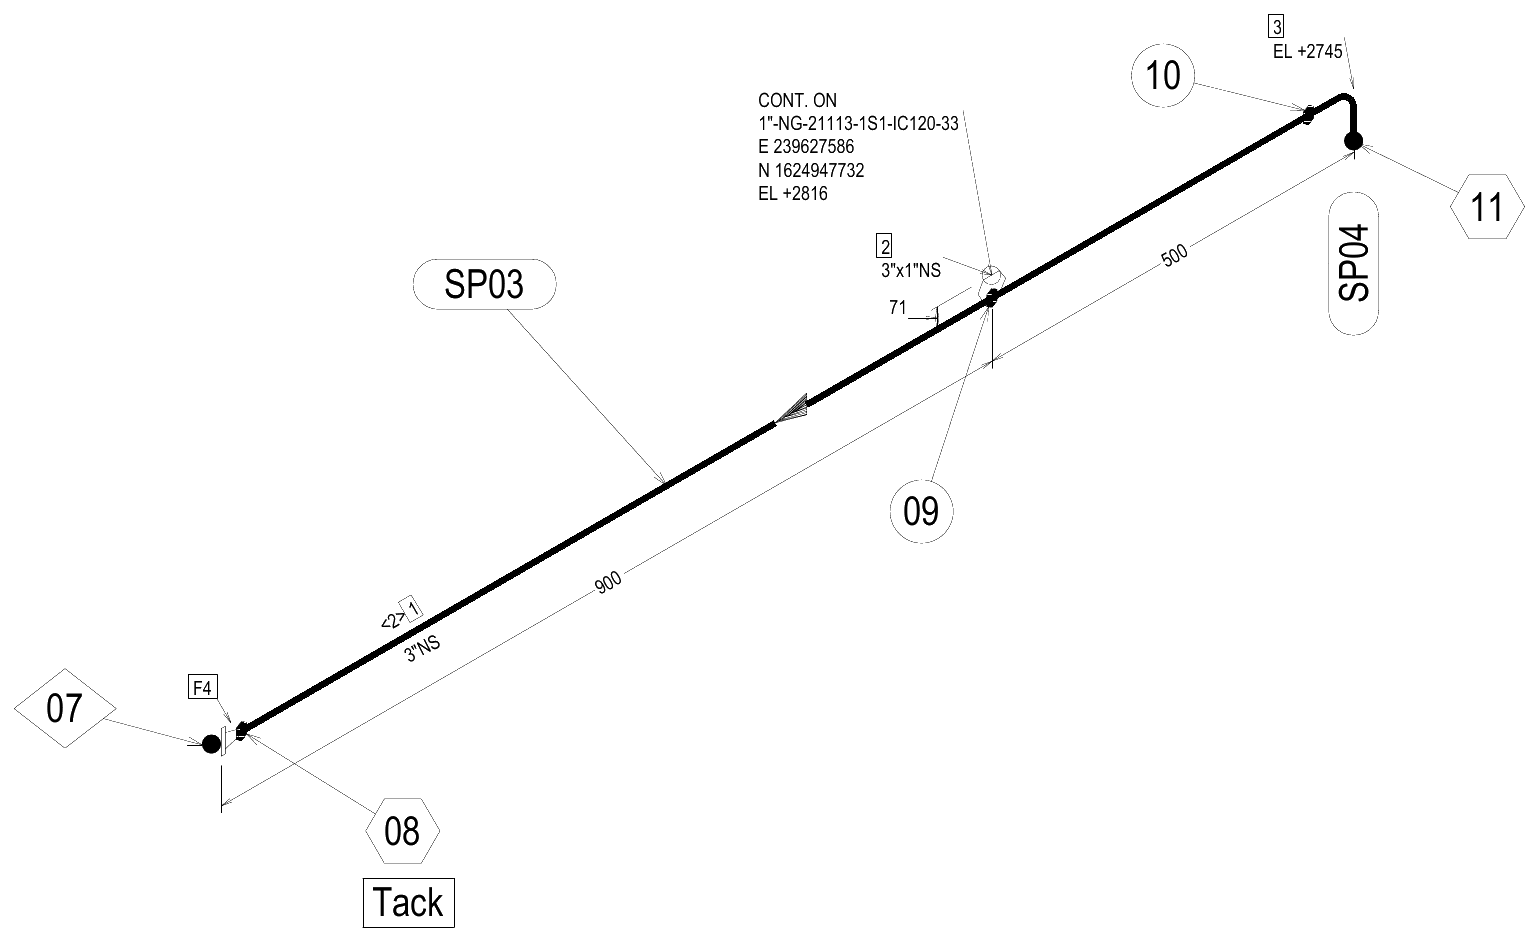 3
EL +2745
10
CONT. ON
1"-NG-21113-1S1-IC120-33
E 239627586
N 1624947732
EL +2816
11
2
3"x1"NS
500
SP04
SP03
71
09
900
<2> 1
3"NS
F4
07
08
Tack